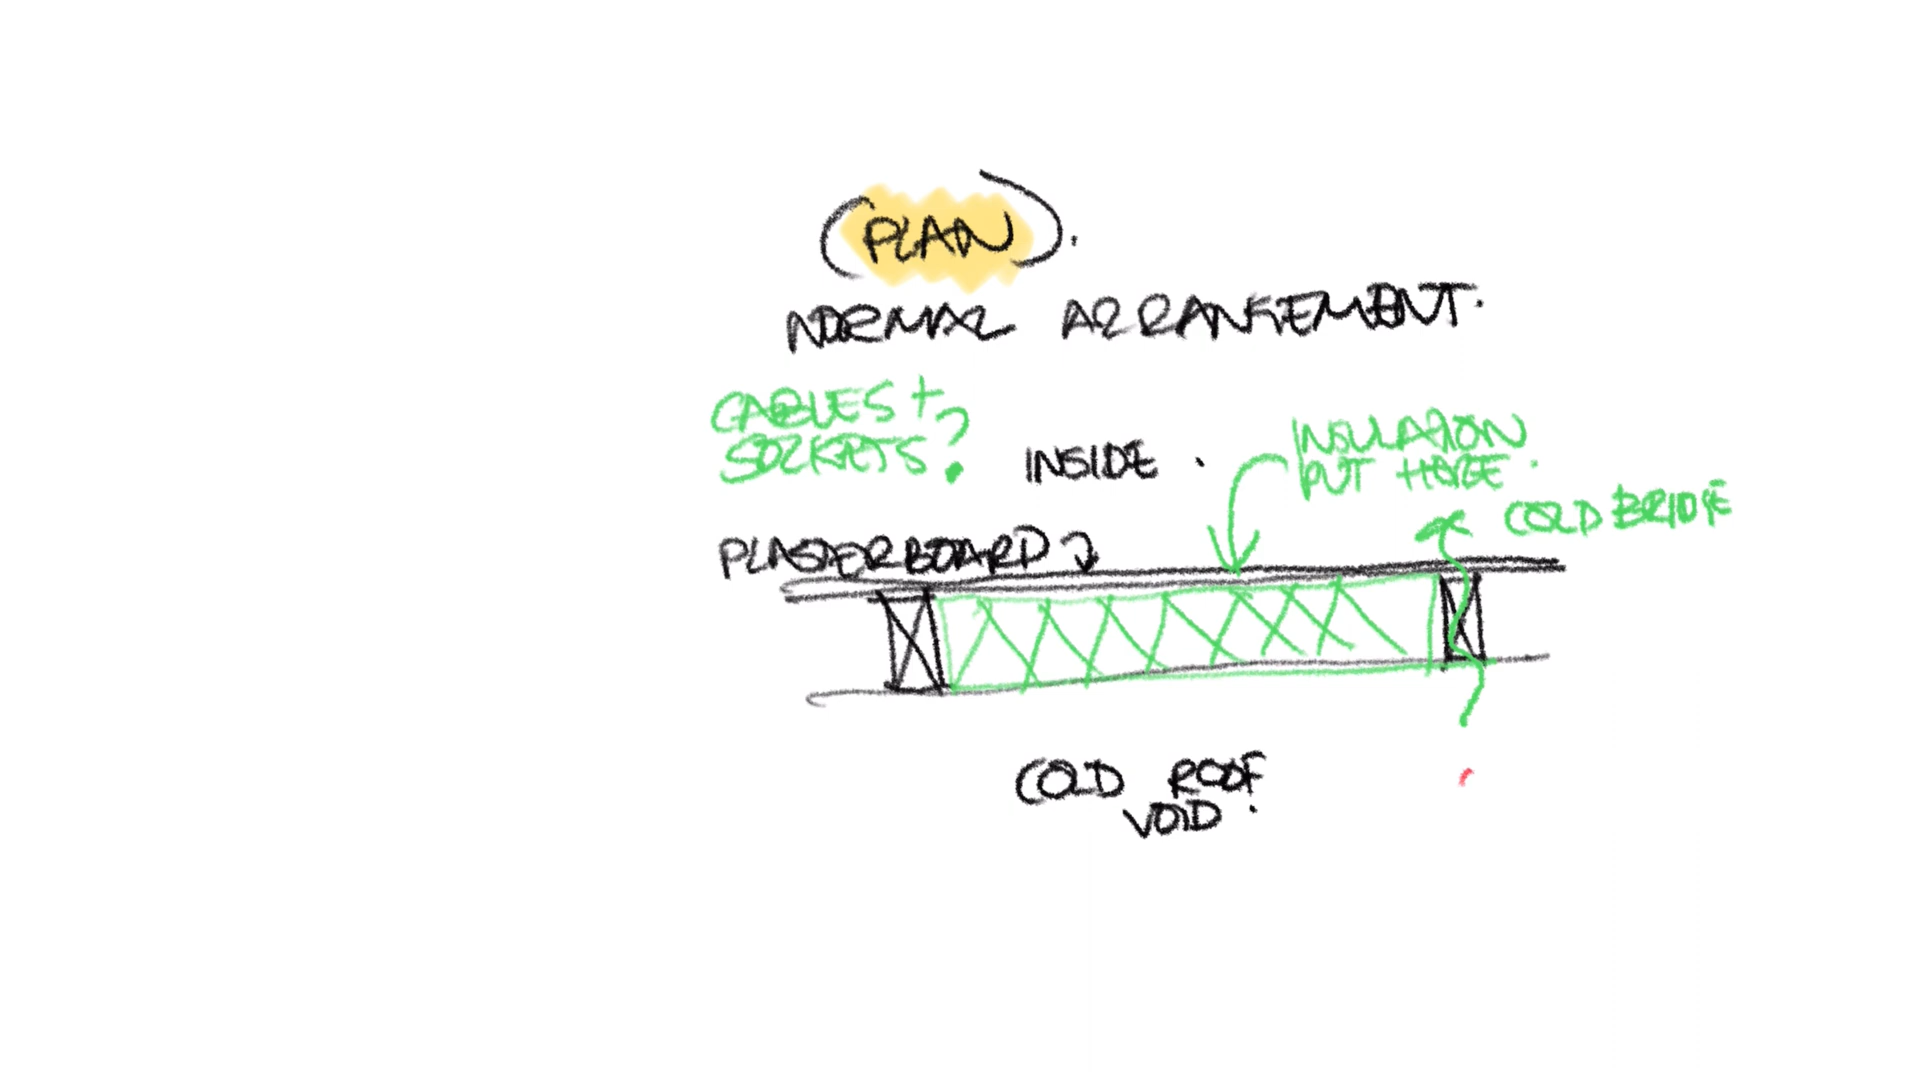 (PLAN).
NORMAL ARRANGEMENT.
CABLES +
SOCKETS?
INSIDE.
INSULATION
PUT HERE.
COLD BRIDGE
PLASTERBOARD
COLD ROOF
VOID.